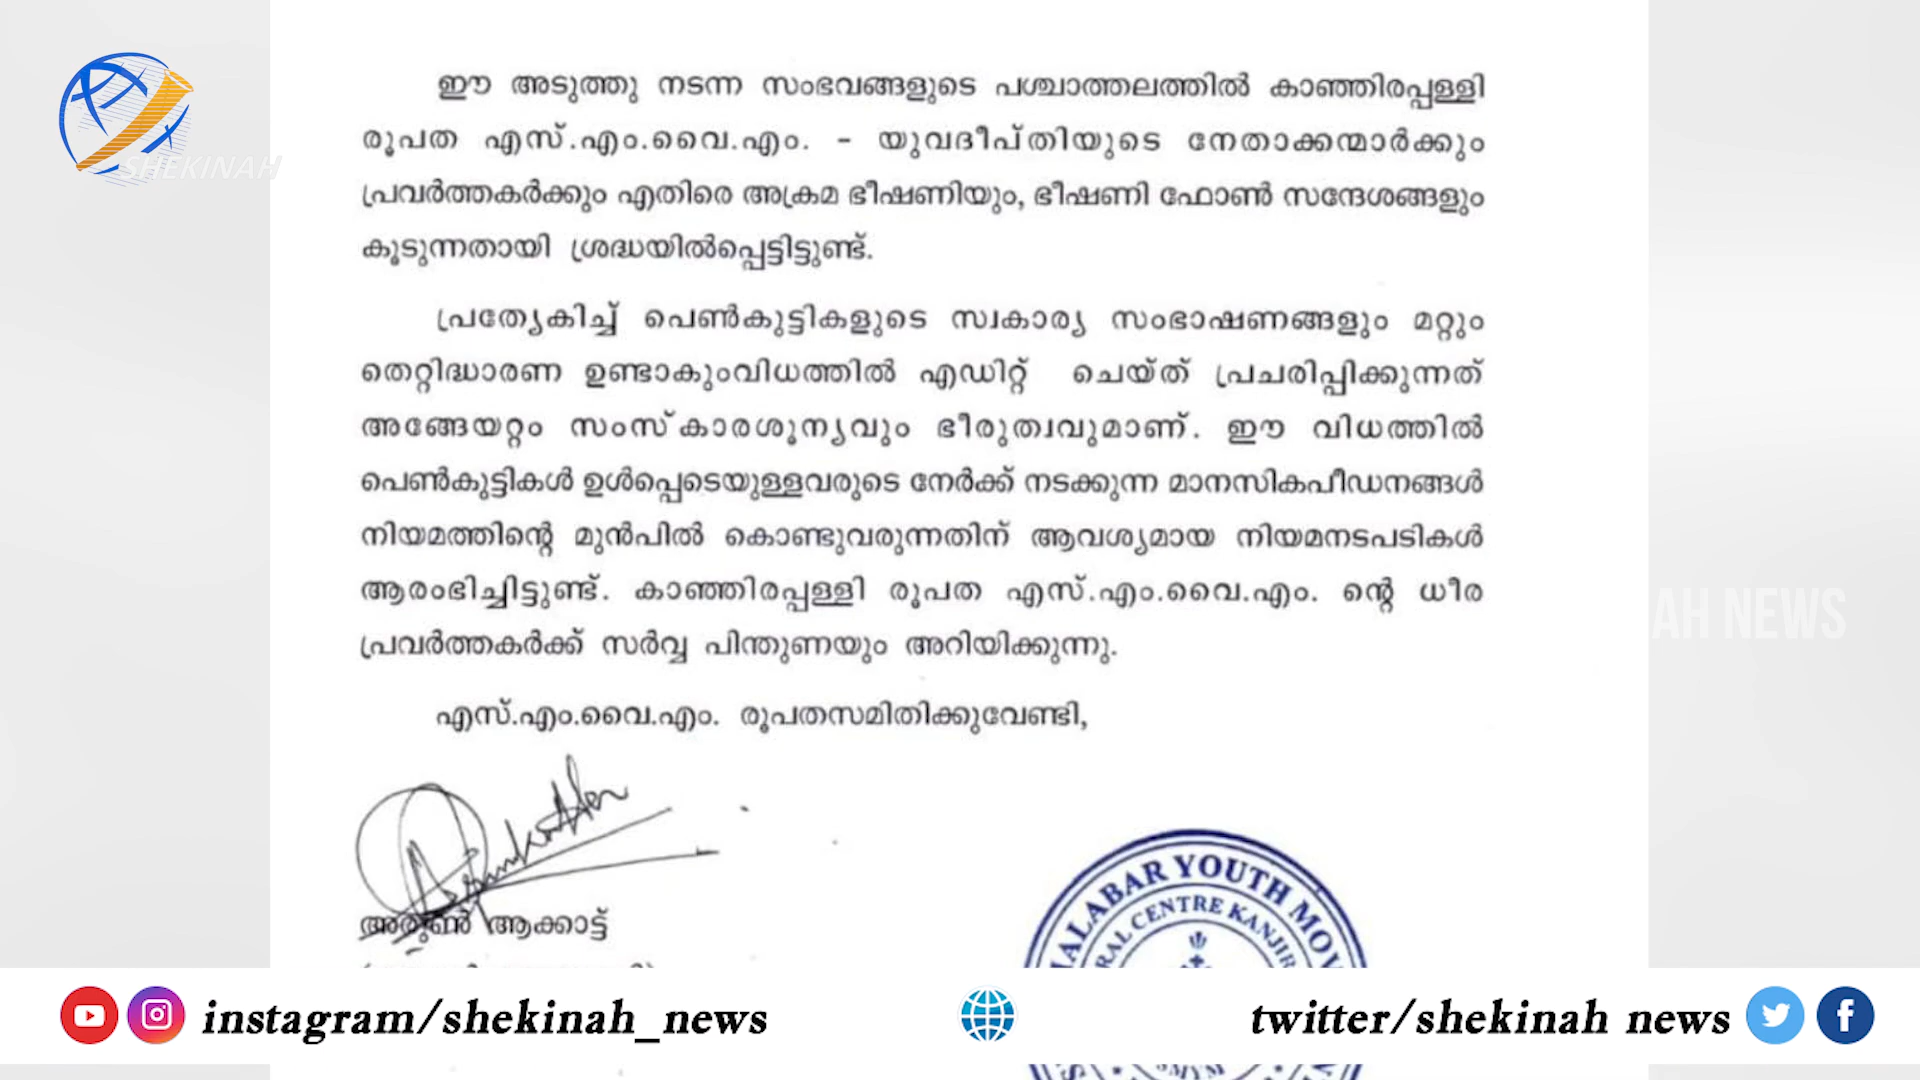 ഈ അടുത്തു നടന്ന സംഭവങ്ങളുടെ പശ്ചാത്തലത്തിൽ കാഞ്ഞിരപ്പള്ളി
രൂപത എസ്.എം.വൈ.എം. – യുവദീപ്തിയുടെ നേതാക്കന്മാർക്കും
പ്രവർത്തകർക്കും എതിരെ അക്രമ ഭീഷണിയും, ഭീഷണി ഫോൺ സന്ദേശങ്ങളും
കൂടുന്നതായി ശ്രദ്ധയിൽപ്പെട്ടിട്ടുണ്ട്.
പ്രത്യേകിച്ച് പെൺകുട്ടികളുടെ സ്വകാര്യ സംഭാഷണങ്ങളും മറ്റും
തെറ്റിദ്ധാരണ ഉണ്ടാകുംവിധത്തിൽ എഡിറ്റ് ചെയ്ത് പ്രചരിപ്പിക്കുന്നത്
അങ്ങേയറ്റം സംസ്കാരശൂന്യവും ഭീരുത്വവുമാണ്. ഈ വിധത്തിൽ
പെൺകുട്ടികൾ ഉൾപ്പെടെയുള്ളവരുടെ നേർക്ക് നടക്കുന്ന മാനസികപീഡനങ്ങൾ
നിയമത്തിന്റെ മുൻപിൽ കൊണ്ടുവരുന്നതിന് ആവശ്യമായ നിയമനടപടികൾ
ആരംഭിച്ചിട്ടുണ്ട്. കാഞ്ഞിരപ്പള്ളി രൂപത എസ്.എം.വൈ.എം. ന്റെ ധീര
പ്രവർത്തകർക്ക് സർവ്വ പിന്തുണയും അറിയിക്കുന്നു.
എസ്.എം.വൈ.എം. രൂപതസമിതിക്കുവേണ്ടി,
അരുൺ ആക്കാട്ട്
SHEKINAH
AH NEWS
MALABAR YOUTH MOV
RAL CENTRE KANJIR
SMYM
instagram/shekinah_news
twitter/shekinah news